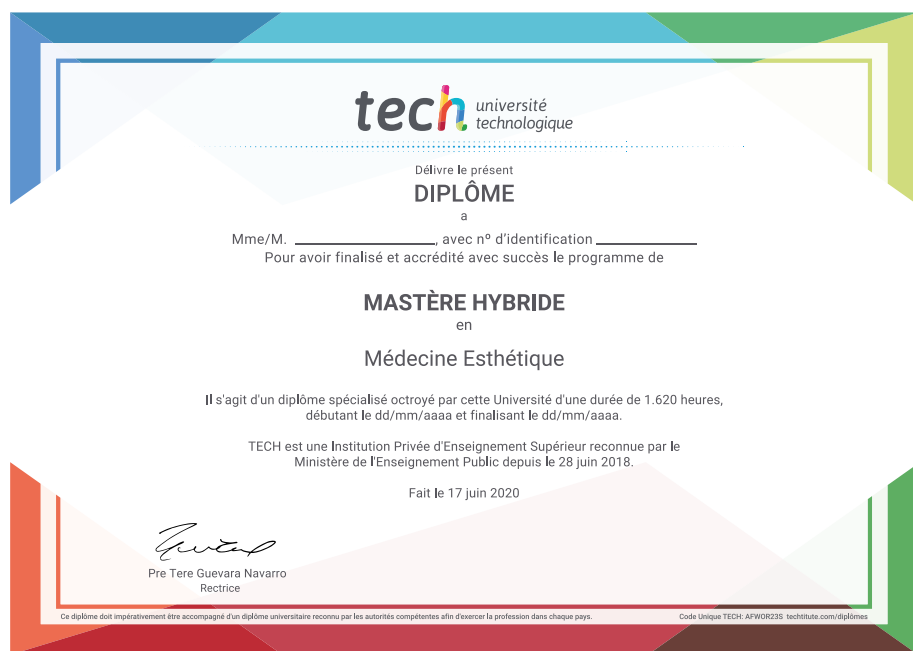 tech université
technologique
Délivre le présent
DIPLÔME
a
Mme/M. ____________________, avec nº d'identification ______________
Pour avoir finalisé et accrédité avec succès le programme de
MASTÈRE HYBRIDE
en
Médecine Esthétique
Il s'agit d'un diplôme spécialisé octroyé par cette Université d'une durée de 1.620 heures,
débutant le dd/mm/aaaa et finalisant le dd/mm/aaaa.
TECH est une Institution Privée d'Enseignement Supérieur reconnue par le
Ministère de l'Enseignement Public depuis le 28 juin 2018.
Fait le 17 juin 2020
Pre Tere Guevara Navarro
Rectrice
Ce diplôme doit impérativement être accompagné d'un diplôme universitaire reconnu par les autorités compétentes afin d'exercer la profession dans chaque pays.
Code Unique TECH: AFWOR23S techtitute.com/diplômes